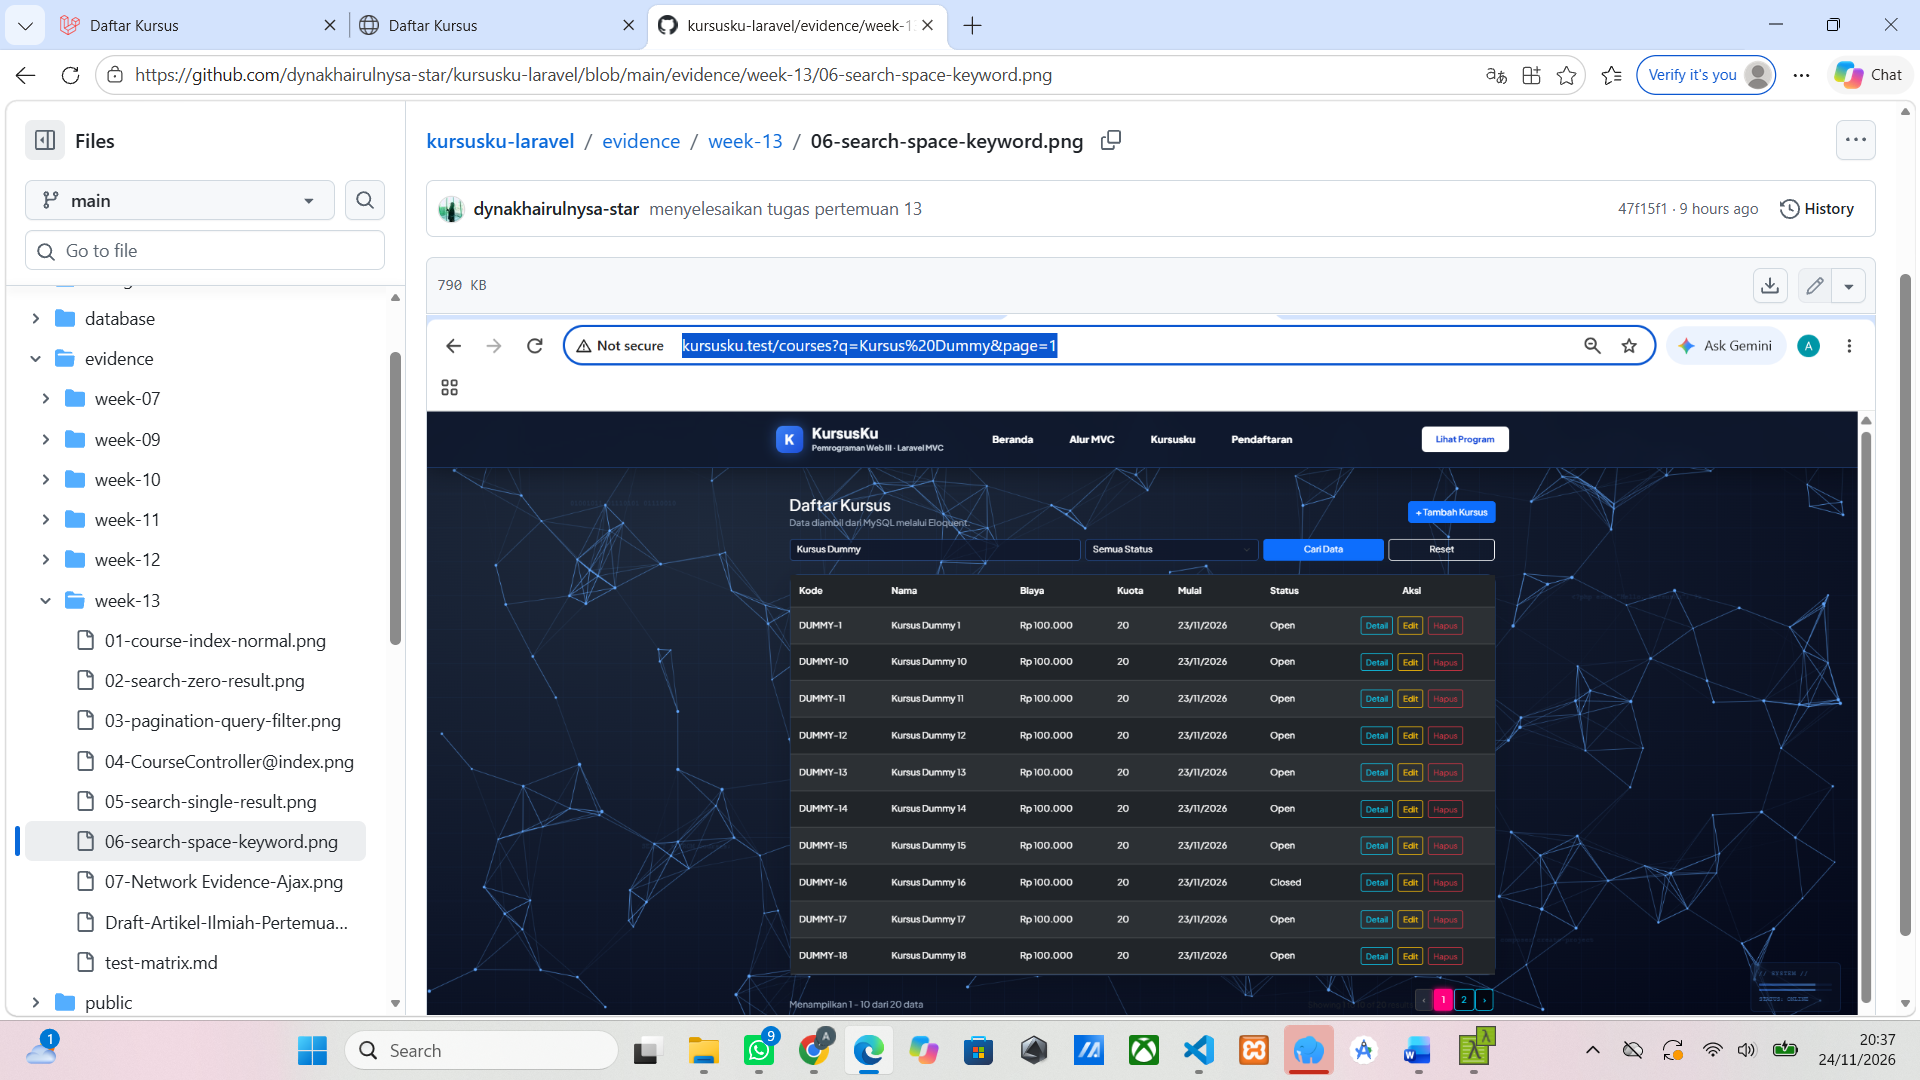 Daftar Kursus
Daftar Kursus
kursusku-laravel/evidence/week-1
https://github.com/dynakhairulnysa-star/kursusku-laravel/blob/main/evidence/week-13/06-search-space-keyword.png
Verify it's you
Chat
Files
kursusku-laravel / evidence / week-13 / 06-search-space-keyword.png
main
dynakhairulnysa-star menyelesaikan tugas pertemuan 13
47f15f1 · 9 hours ago
History
Go to file
790 KB
database
evidence
week-07
week-09
week-10
week-11
week-12
week-13
01-course-index-normal.png
02-search-zero-result.png
03-pagination-query-filter.png
04-CourseController@index.png
05-search-single-result.png
06-search-space-keyword.png
07-Network Evidence-Ajax.png
Draft-Artikel-Ilmiah-Pertemua...
test-matrix.md
public
Not secure
kursusku.test/courses?q=Kursus%20Dummy&page=1
Ask Gemini
A
K
KursusKu
Pemrograman Web III - Laravel MVC
Beranda
Alur MVC
Kursusku
Pendaftaran
Lihat Program
Daftar Kursus
Data diambil dari MySQL melalui Eloquent.
+ Tambah Kursus
Kursus Dummy
Semua Status
Cari Data
Reset
Kode Nama Biaya Kuota Mulai Status Aksi
DUMMY-1 Kursus Dummy 1 Rp 100.000 20 23/11/2026 Open Detail Edit Hapus
DUMMY-10 Kursus Dummy 10 Rp 100.000 20 23/11/2026 Open Detail Edit Hapus
DUMMY-11 Kursus Dummy 11 Rp 100.000 20 23/11/2026 Open Detail Edit Hapus
DUMMY-12 Kursus Dummy 12 Rp 100.000 20 23/11/2026 Open Detail Edit Hapus
DUMMY-13 Kursus Dummy 13 Rp 100.000 20 23/11/2026 Open Detail Edit Hapus
DUMMY-14 Kursus Dummy 14 Rp 100.000 20 23/11/2026 Open Detail Edit Hapus
DUMMY-15 Kursus Dummy 15 Rp 100.000 20 23/11/2026 Open Detail Edit Hapus
DUMMY-16 Kursus Dummy 16 Rp 100.000 20 23/11/2026 Closed Detail Edit Hapus
DUMMY-17 Kursus Dummy 17 Rp 100.000 20 23/11/2026 Open Detail Edit Hapus
DUMMY-18 Kursus Dummy 18 Rp 100.000 20 23/11/2026 Open Detail Edit Hapus
Menampilkan 1 - 10 dari 20 data
‹ 1 2 ›
// SYSTEM //
STATUS: ONLINE
1
Search
9
A
20:37
24/11/2026